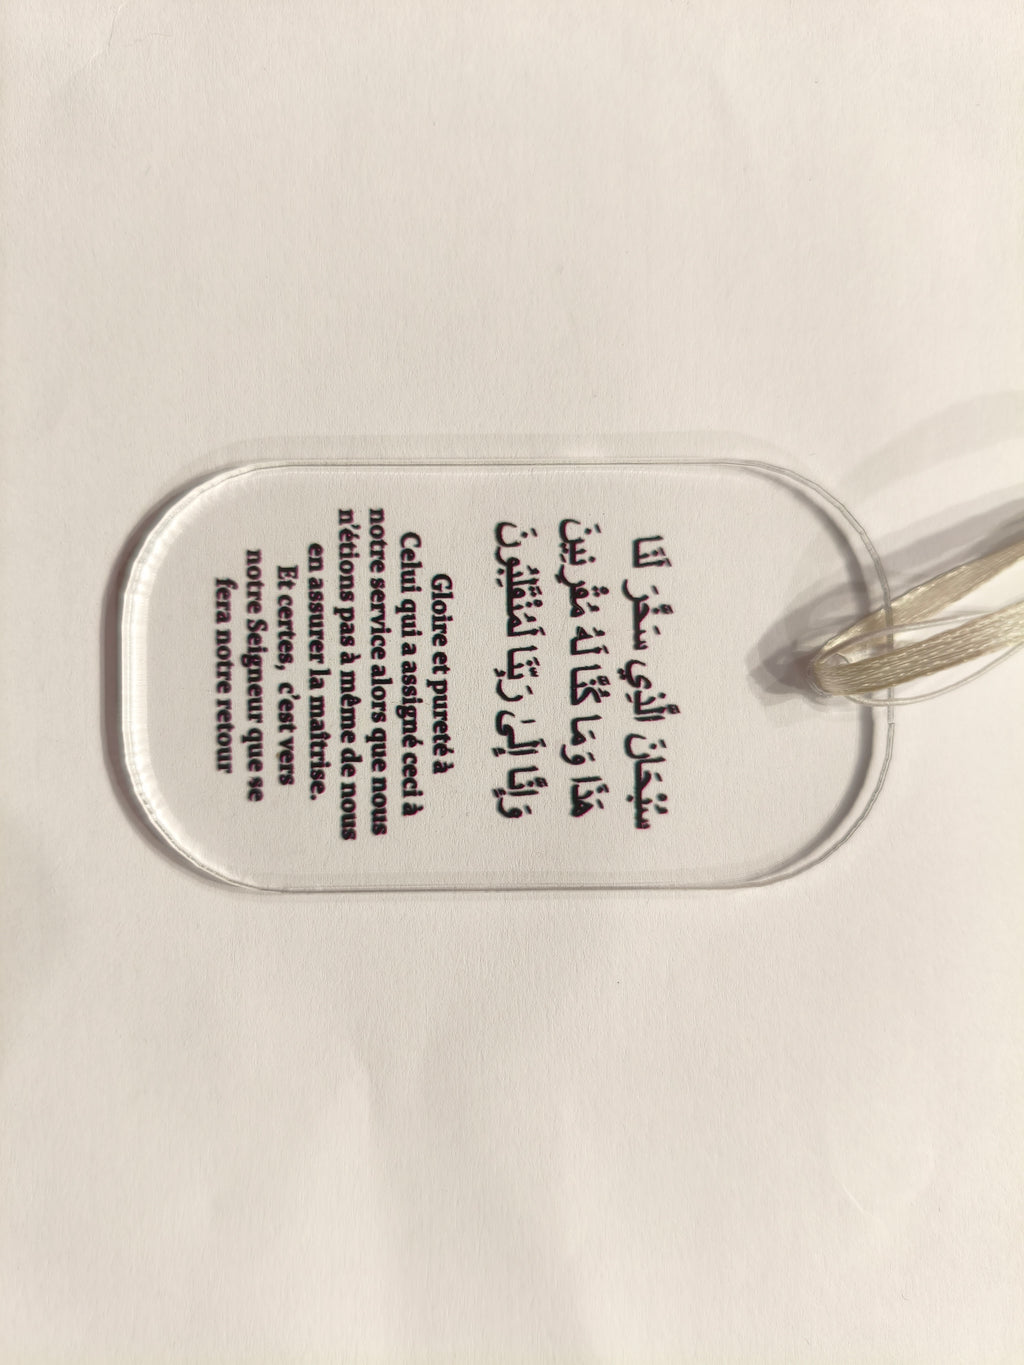 سُبْحَانَ الَّذِي سَخَّرَ لَنَا
هَذَا وَمَا كُنَّا لَهُ مُقْرِنِينَ
وَإِنَّا إِلَىٰ رَبِّنَا لَمُنْقَلِبُونَ
Gloire et pureté à
Celui qui a assigné ceci à
notre service alors que nous
n'étions pas à même de nous
en assurer la maîtrise.
Et certes, c'est vers
notre Seigneur que se
fera notre retour